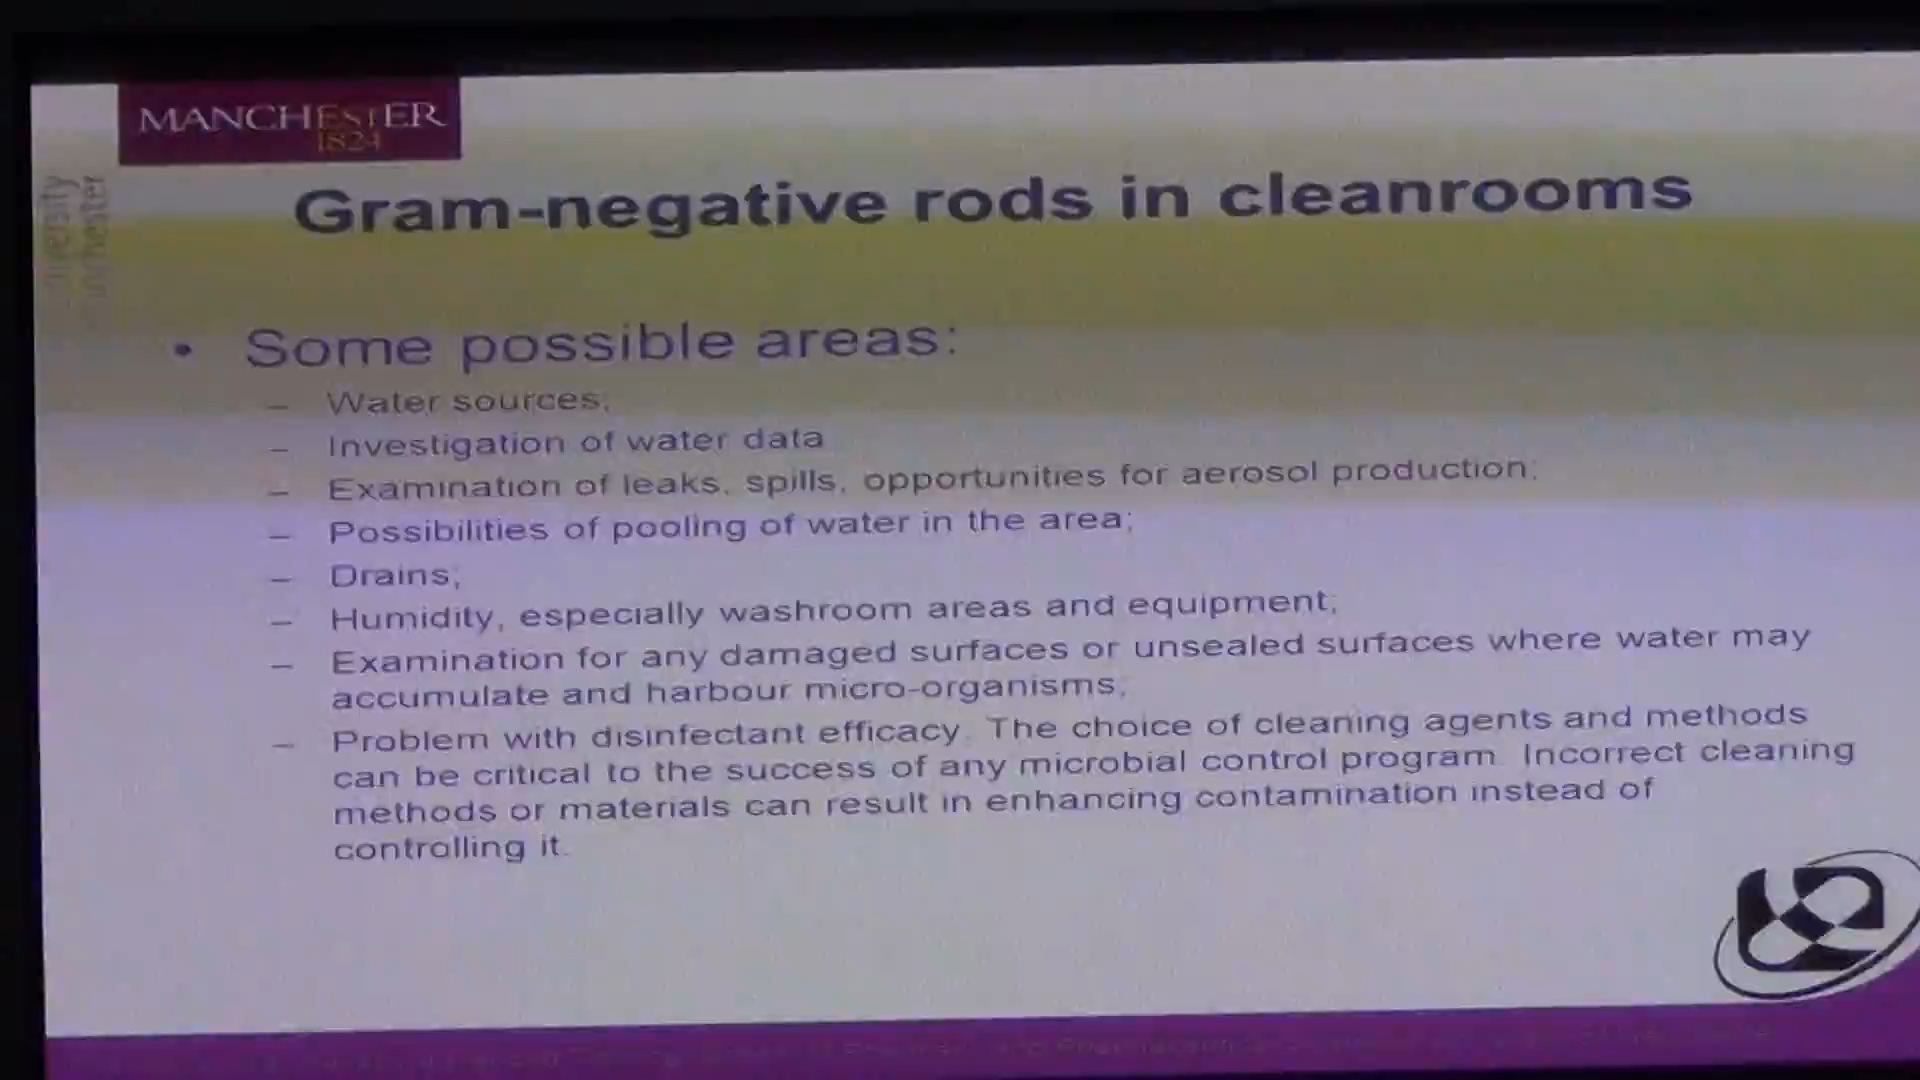 MANCHESTER
1824
Gram-negative rods in cleanrooms
• Some possible areas:
– Water sources;
– Investigation of water data
– Examination of leaks, spills, opportunities for aerosol production;
– Possibilities of pooling of water in the area;
– Drains;
– Humidity, especially washroom areas and equipment;
– Examination for any damaged surfaces or unsealed surfaces where water may
accumulate and harbour micro-organisms;
– Problem with disinfectant efficacy. The choice of cleaning agents and methods
can be critical to the success of any microbial control program. Incorrect cleaning
methods or materials can result in enhancing contamination instead of
controlling it.